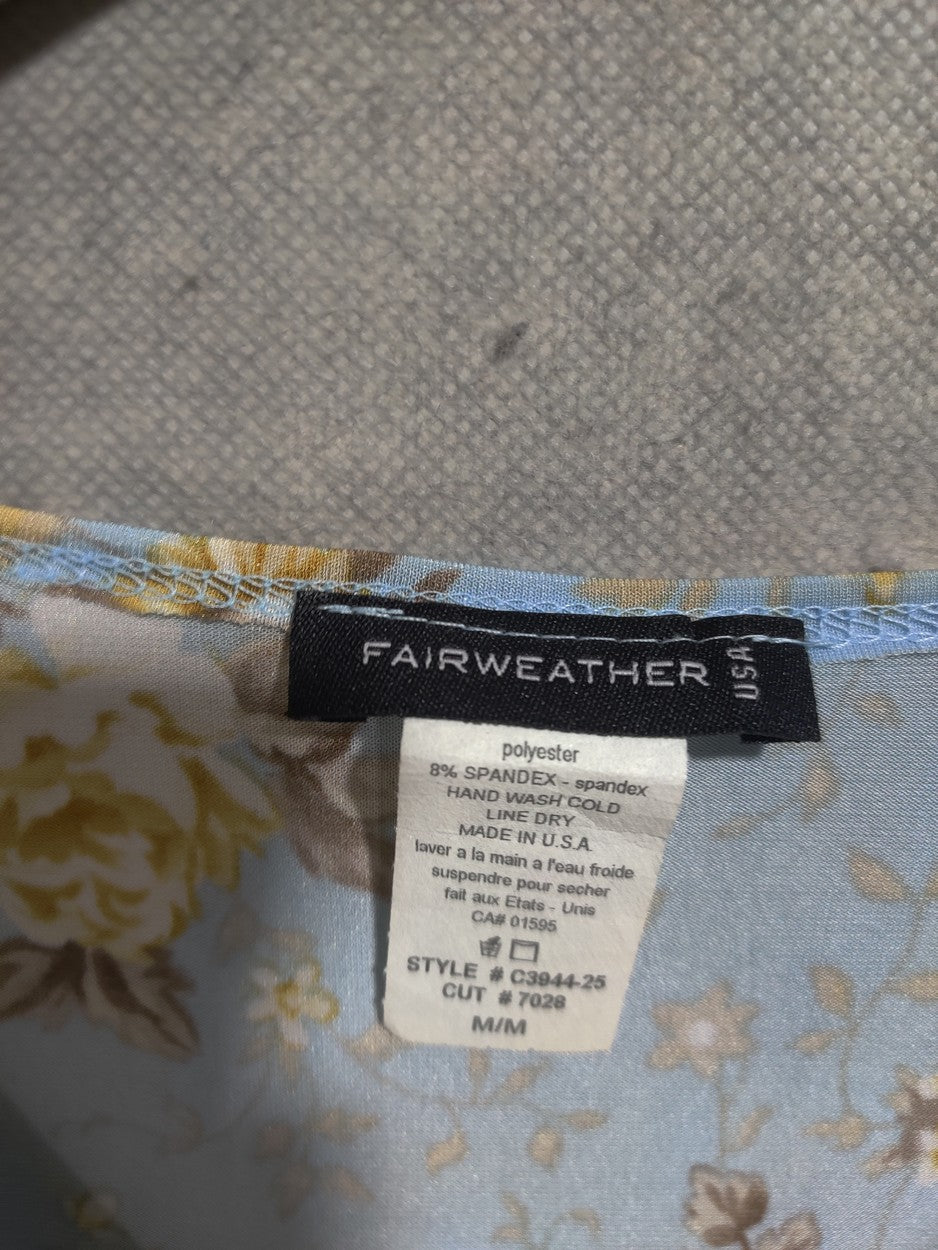 FAIRWEATHER
USA
polyester
8% SPANDEX - spandex
HAND WASH COLD
LINE DRY
MADE IN U.S.A.
laver a la main a l'eau froide
suspendre pour secher
fait aux Etats - Unis
CA# 01595
STYLE # C3944-25
CUT # 7028
M/M